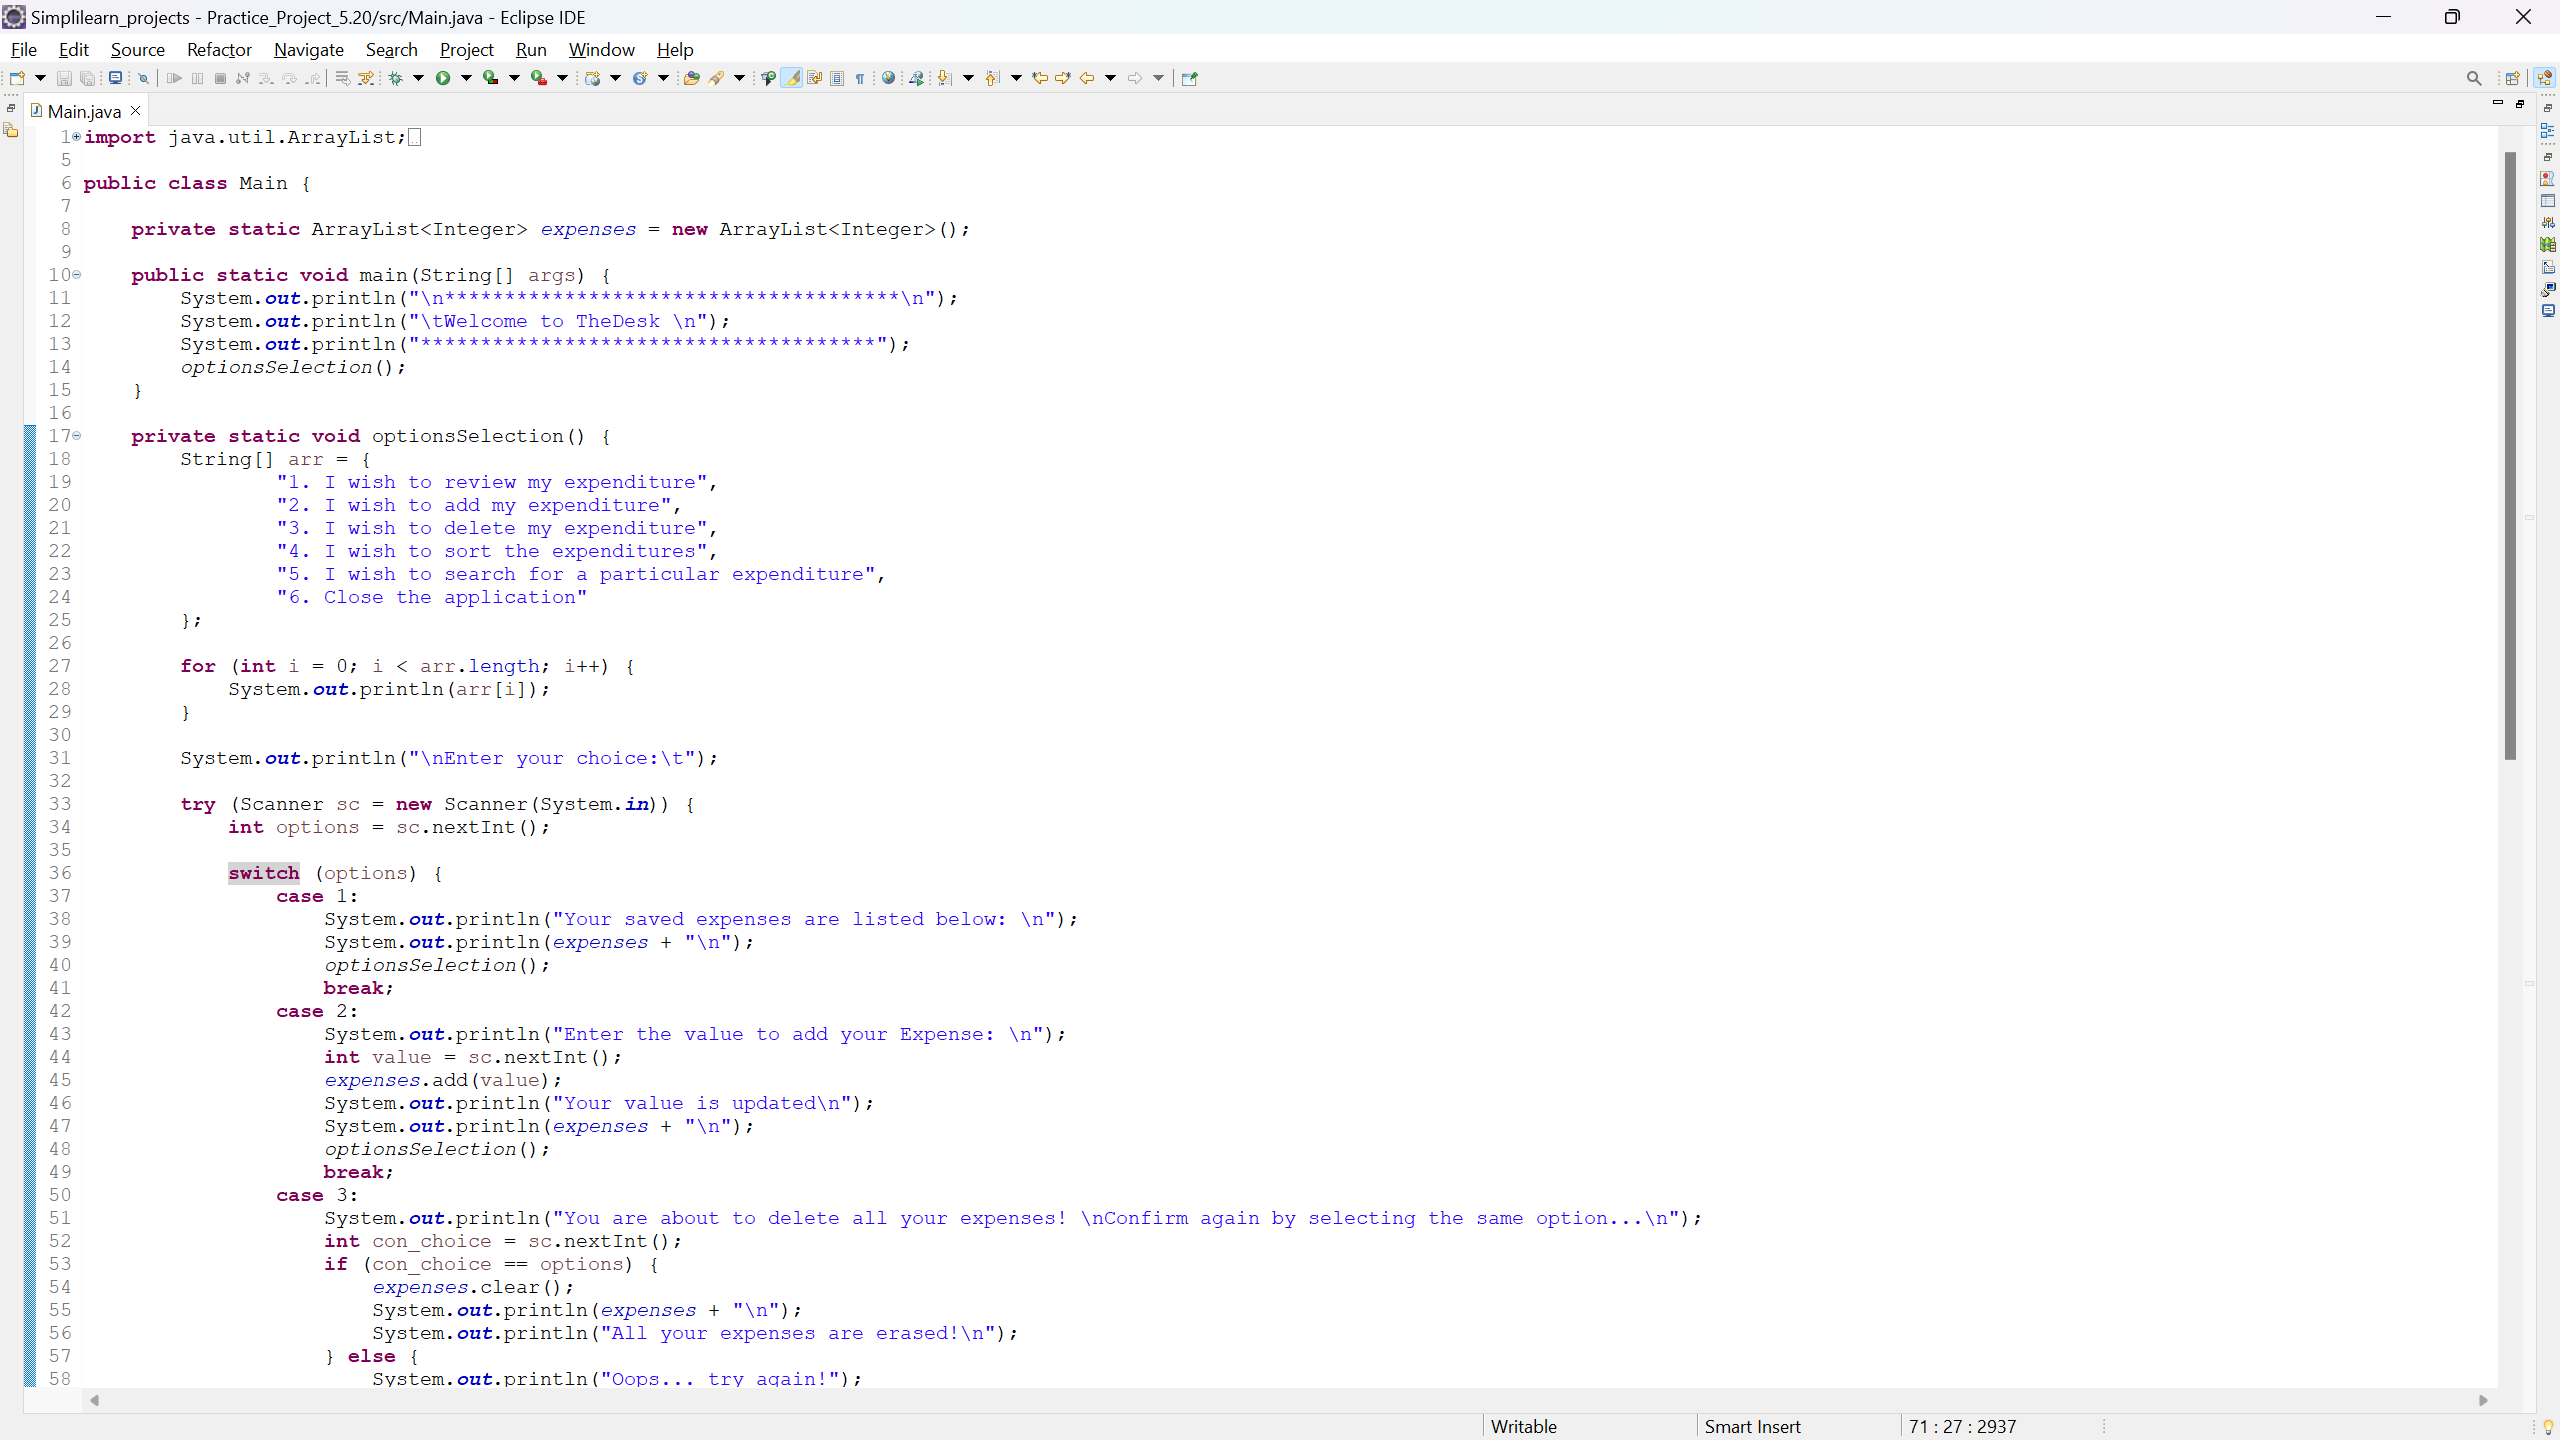 Simplilearn_projects - Practice_Project_5.20/src/Main.java - Eclipse IDE
File Edit Source Refactor Navigate Search Project Run Window Help
Main.java
1 import java.util.ArrayList;
5
6 public class Main {
7
8     private static ArrayList<Integer> expenses = new ArrayList<Integer>();
9
10     public static void main(String[] args) {
11         System.out.println("\n**************************************\n");
12         System.out.println("\tWelcome to TheDesk \n");
13         System.out.println("**************************************");
14         optionsSelection();
15     }
16
17     private static void optionsSelection() {
18         String[] arr = {
19                 "1. I wish to review my expenditure",
20                 "2. I wish to add my expenditure",
21                 "3. I wish to delete my expenditure",
22                 "4. I wish to sort the expenditures",
23                 "5. I wish to search for a particular expenditure",
24                 "6. Close the application"
25         };
26
27         for (int i = 0; i < arr.length; i++) {
28             System.out.println(arr[i]);
29         }
30
31         System.out.println("\nEnter your choice:\t");
32
33         try (Scanner sc = new Scanner(System.in)) {
34             int options = sc.nextInt();
35
36             switch (options) {
37                 case 1:
38                     System.out.println("Your saved expenses are listed below: \n");
39                     System.out.println(expenses + "\n");
40                     optionsSelection();
41                     break;
42                 case 2:
43                     System.out.println("Enter the value to add your Expense: \n");
44                     int value = sc.nextInt();
45                     expenses.add(value);
46                     System.out.println("Your value is updated\n");
47                     System.out.println(expenses + "\n");
48                     optionsSelection();
49                     break;
50                 case 3:
51                     System.out.println("You are about to delete all your expenses! \nConfirm again by selecting the same option...\n");
52                     int con_choice = sc.nextInt();
53                     if (con_choice == options) {
54                         expenses.clear();
55                         System.out.println(expenses + "\n");
56                         System.out.println("All your expenses are erased!\n");
57                     } else {
58                         System.out.println("Oops... try again!");
Writable Smart Insert 71 : 27 : 2937